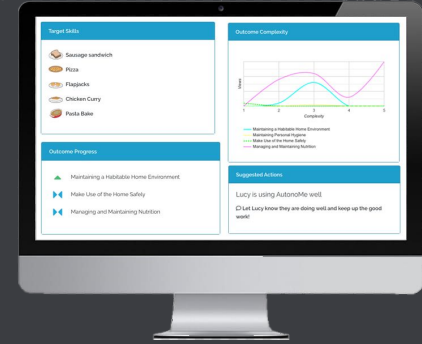 Target Skills
Sausage sandwich
Pizza
Flapjacks
Chicken Curry
Pasta Bake
Outcome Complexity
Views
1 2 3 4 5
Complexity
Maintaining a Habitable Home Environment
Maintaining Personal Hygiene
Make Use of the Home Safely
Managing and Maintaining Nutrition
Outcome Progress
Maintaining a Habitable Home Environment
Make Use of the Home Safely
Managing and Maintaining Nutrition
Suggested Actions
Lucy is using AutonoMe well
Let Lucy know they are doing well and keep up the good
work!